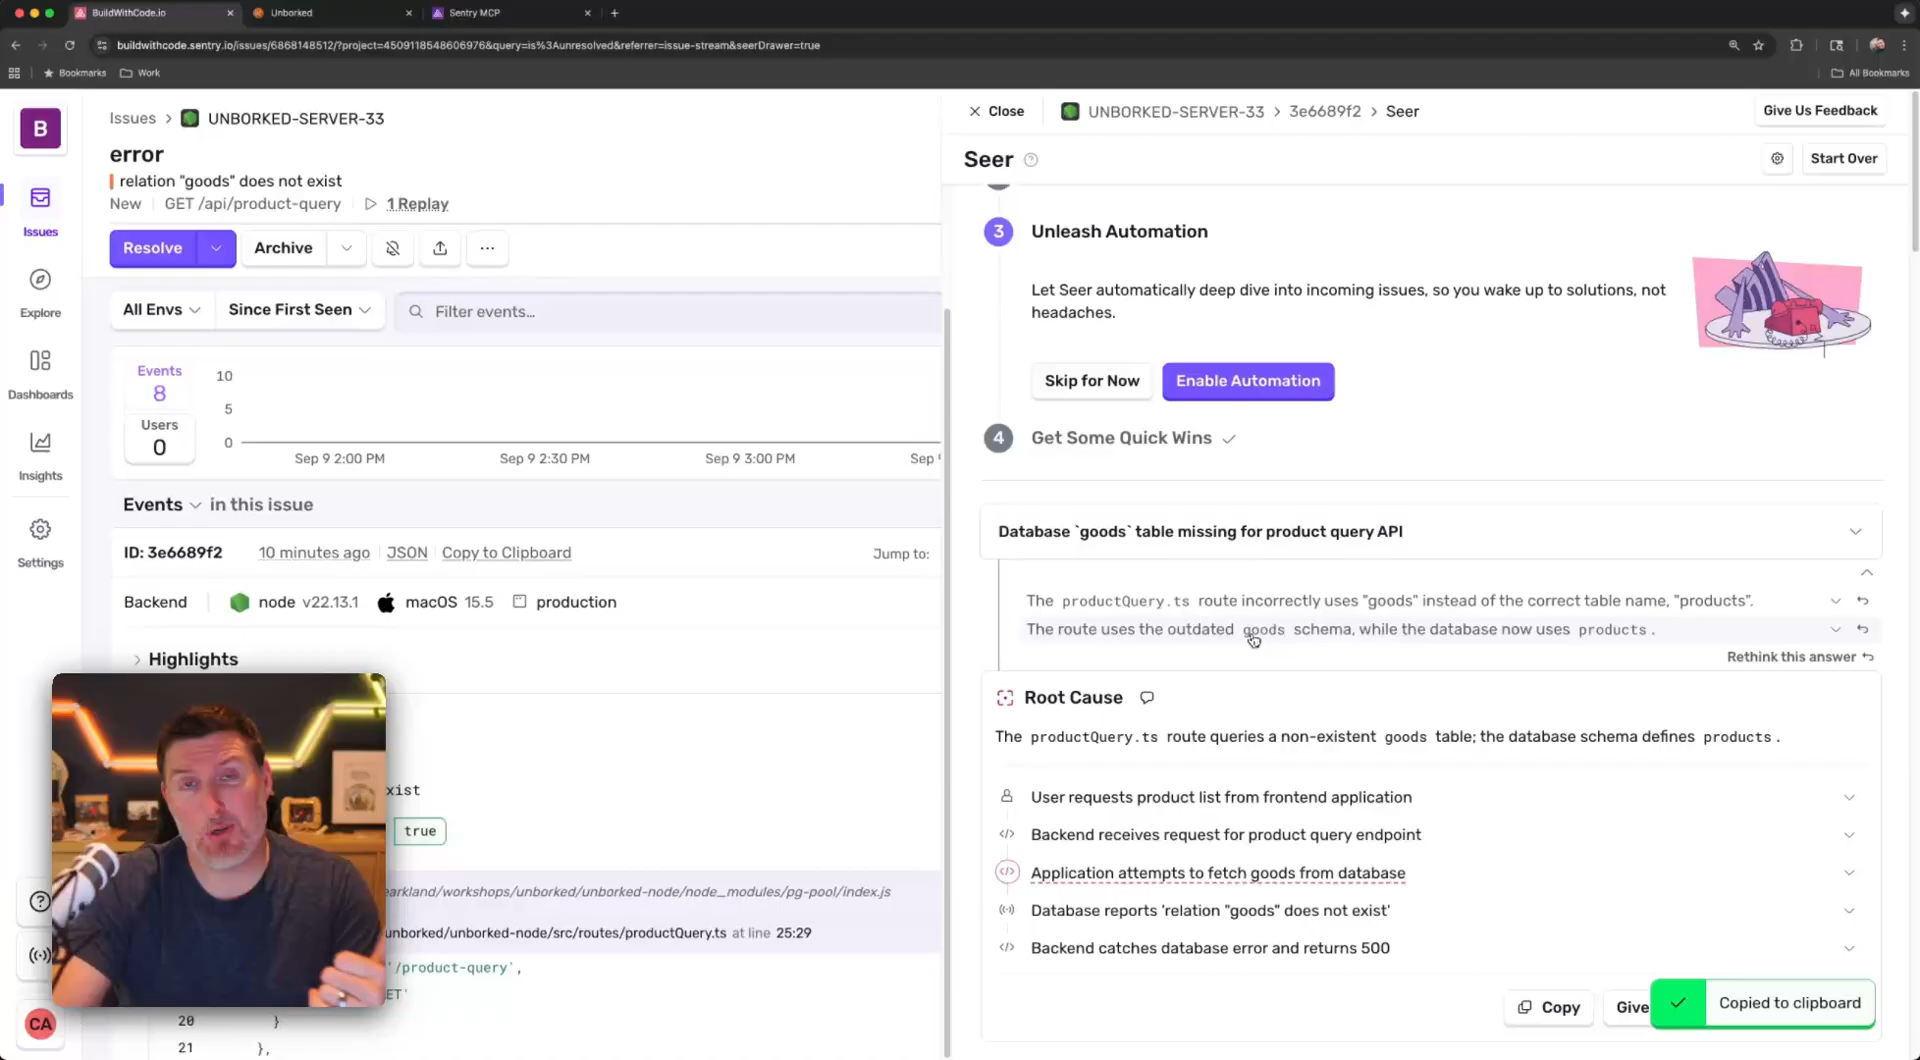 BuildWithCode.io
Unborked
Sentry MCP
buildwithcode.sentry.io/issues/6868148512/?project=4509118548606976&query=is%3Aunresolved&referrer=issue-stream&seerDrawer=true
Bookmarks
Work
All Bookmarks
B
Issues
Explore
Dashboards
Insights
Settings
CA
Issues > UNBORKED-SERVER-33
error
relation "goods" does not exist
New
GET /api/product-query
1 Replay
Resolve
Archive
All Envs
Since First Seen
Filter events...
Events
8
Users
0
10
5
0
Sep 9 2:00 PM
Sep 9 2:30 PM
Sep 9 3:00 PM
Sep 9
Events in this issue
ID: 3e6689f2
10 minutes ago
JSON
Copy to Clipboard
Jump to:
Backend
node v22.13.1
macOS 15.5
production
Highlights
xist
true
earkland/workshops/unborked/unborked-node/node_modules/pg-pool/index.js
unborked/unborked-node/src/routes/productQuery.ts at line 25:29
'/product-query',
ET'
20 }
21 },
Close
UNBORKED-SERVER-33 > 3e6689f2 > Seer
Give Us Feedback
Seer
Start Over
3
Unleash Automation
Let Seer automatically deep dive into incoming issues, so you wake up to solutions, not
headaches.
Skip for Now
Enable Automation
4
Get Some Quick Wins
Database `goods` table missing for product query API
The productQuery.ts route incorrectly uses "goods" instead of the correct table name, "products".
The route uses the outdated goods schema, while the database now uses products.
Rethink this answer
Root Cause
The productQuery.ts route queries a non-existent goods table; the database schema defines products.
User requests product list from frontend application
Backend receives request for product query endpoint
Application attempts to fetch goods from database
Database reports 'relation "goods" does not exist'
Backend catches database error and returns 500
Copy
Give
Copied to clipboard